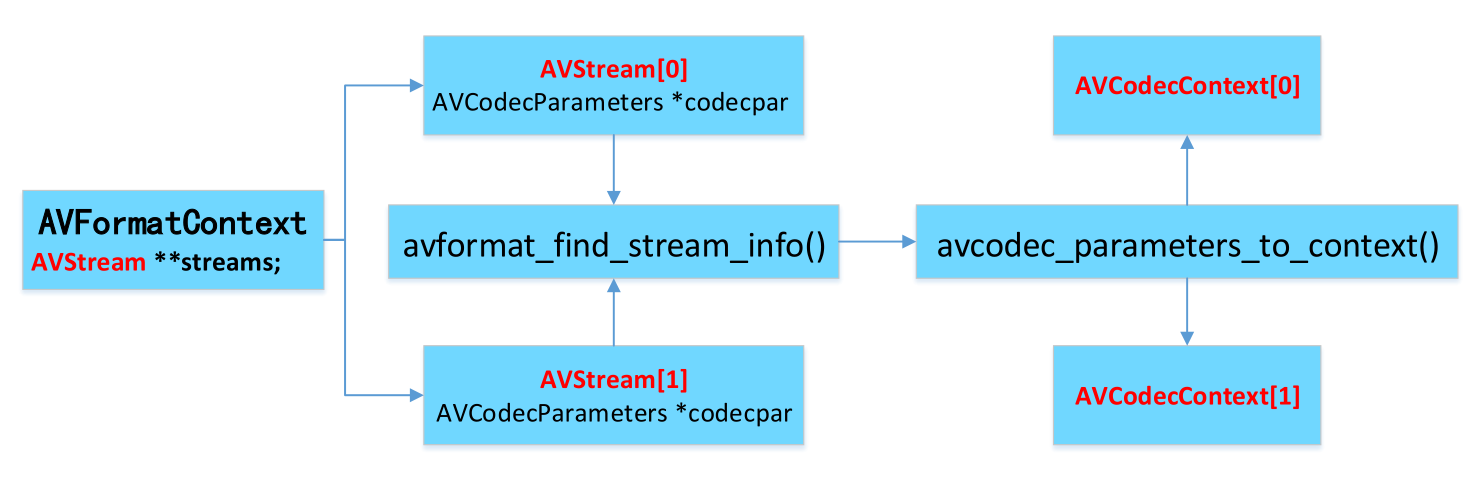 AVFormatContext
AVStream **streams;
AVStream[0]
AVCodecParameters *codecpar
avformat_find_stream_info()
AVStream[1]
AVCodecParameters *codecpar
AVCodecContext[0]
avcodec_parameters_to_context()
AVCodecContext[1]